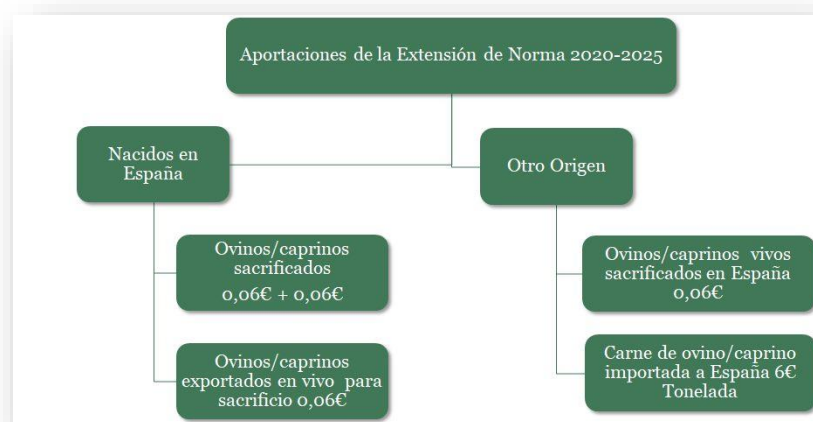 Aportaciones de la Extensión de Norma 2020-2025
Nacidos en
España
Otro Origen
Ovinos/caprinos
sacrificados
0,06€ + 0,06€
Ovinos/caprinos vivos
sacrificados en España
0,06€
Ovinos/caprinos
exportados en vivo para
sacrificio 0,06€
Carne de ovino/caprino
importada a España 6€
Tonelada